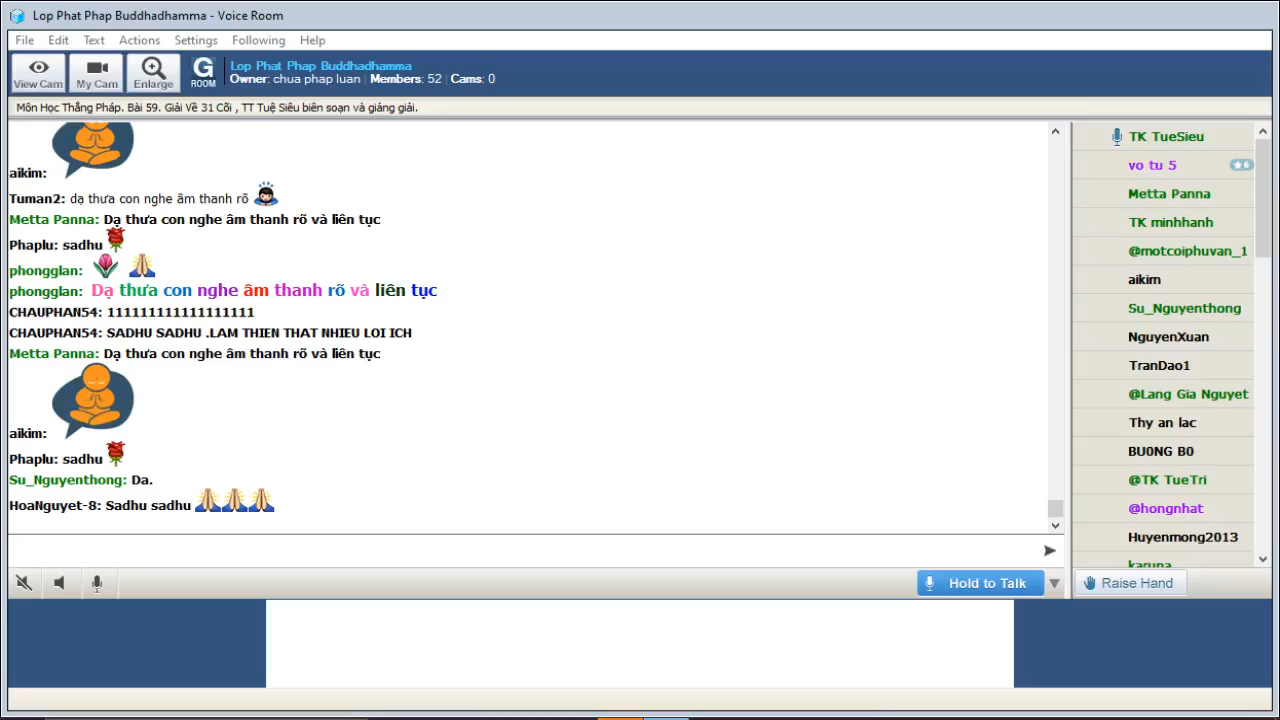 Lop Phat Phap Buddhadhamma - Voice Room
File Edit Text Actions Settings Following Help
View Cam My Cam Enlarge G ROOM
Lop Phat Phap Buddhadhamma
Owner: chua phap luan | Members: 52 | Cams: 0
Môn Học Thắng Pháp. Bài 59. Giải Về 31 Cõi , TT Tuệ Siêu biên soạn và giảng giải.
aikim:
Tuman2: dạ thưa con nghe âm thanh rõ
Metta Panna: Dạ thưa con nghe âm thanh rõ và liên tục
Phaplu: sadhu
phongglan:
phongglan: Dạ thưa con nghe âm thanh rõ và liên tục
CHAUPHAN54: 111111111111111111
CHAUPHAN54: SADHU SADHU .LAM THIEN THAT NHIEU LOI ICH
Metta Panna: Dạ thưa con nghe âm thanh rõ và liên tục
aikim:
Phaplu: sadhu
Su_Nguyenthong: Da.
HoaNguyet-8: Sadhu sadhu
Hold to Talk
TK TueSieu
vo tu 5 6
Metta Panna
TK minhhanh
@motcoiphuvan_1
aikim
Su_Nguyenthong
NguyenXuan
TranDao1
@Lang Gia Nguyet
Thy an lac
BU0NG B0
@TK TueTri
@hongnhat
Huyenmong2013
karuna
Raise Hand